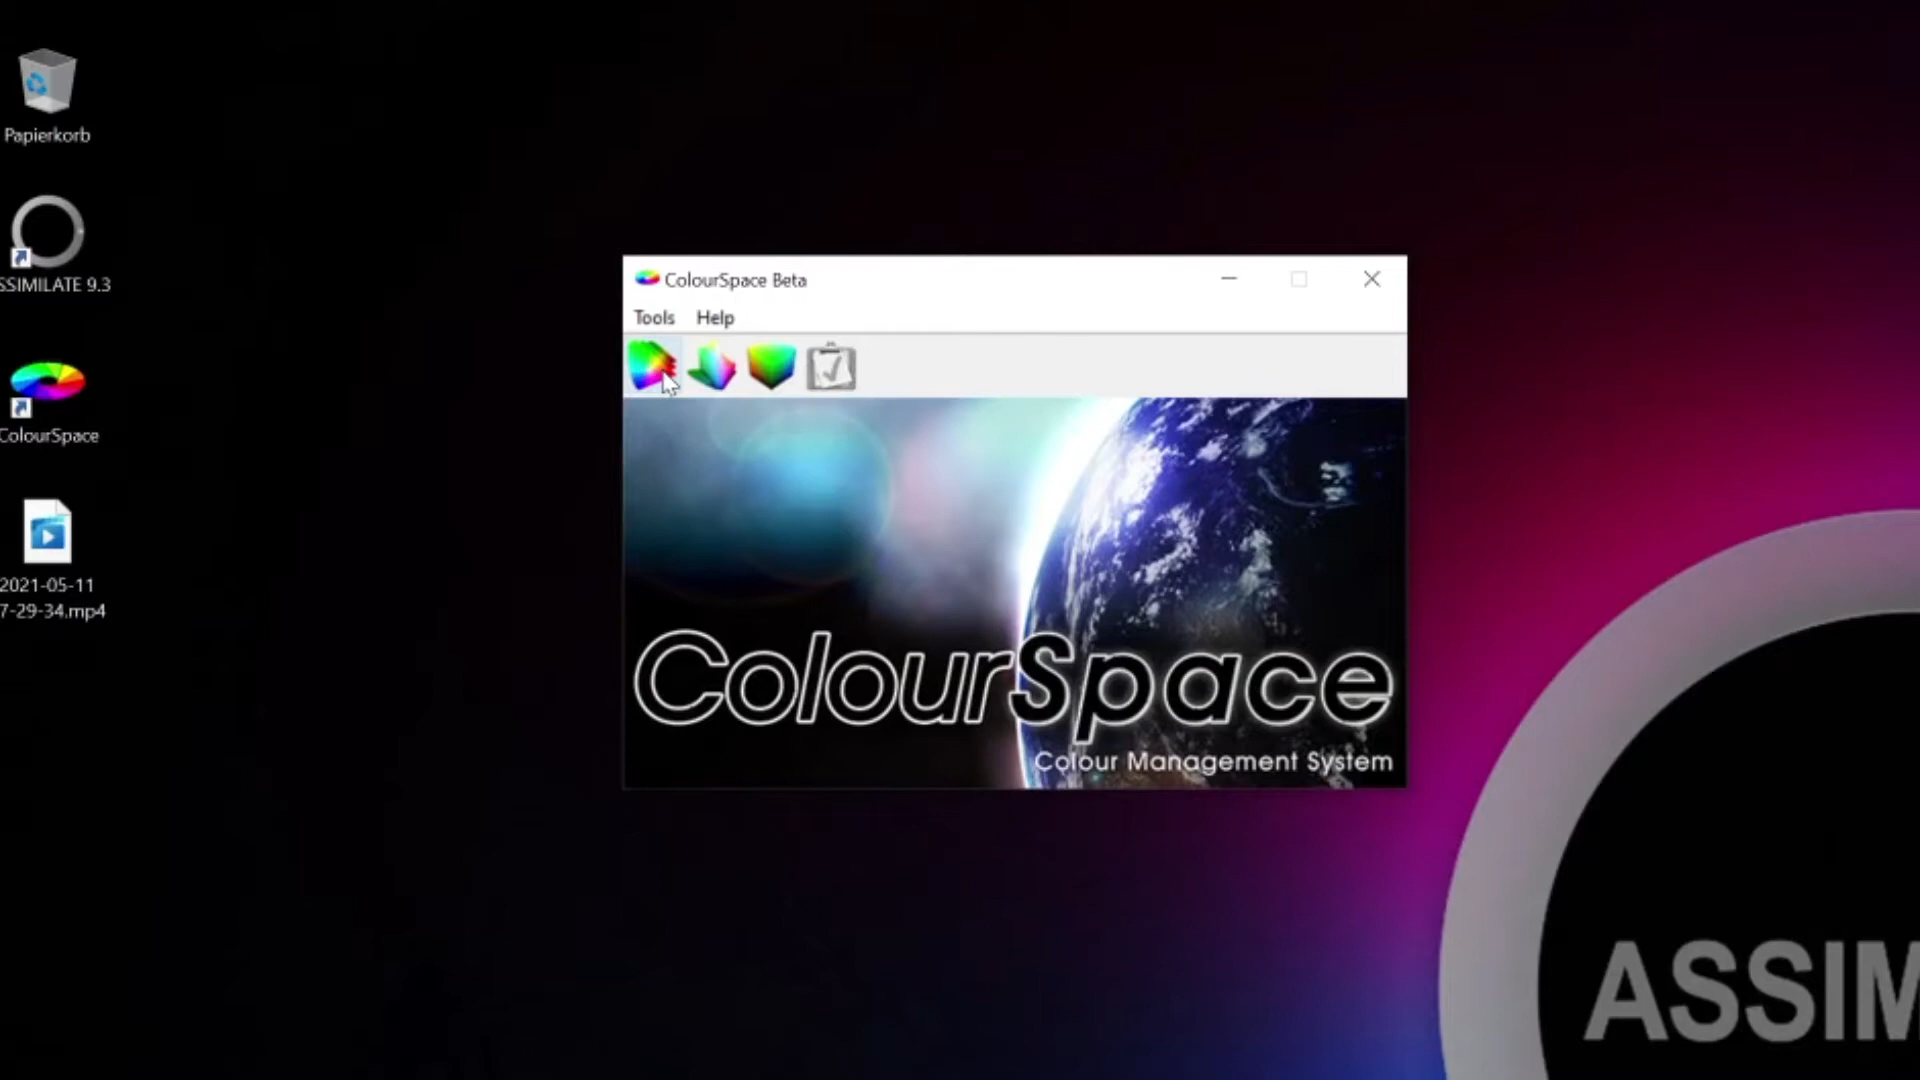 Papierkorb
SSIMILATE 9.3
ColourSpace
2021-05-11
7-29-34.mp4
ColourSpace Beta
Tools Help
ColourSpace
Colour Management System
ASSIM